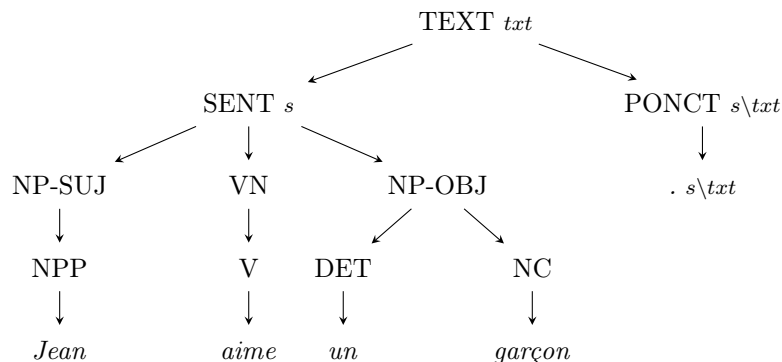 TEXT txt
SENT s PONCT s\txt
NP-SUJ VN NP-OBJ . s\txt
NPP V DET NC
Jean aime un garçon